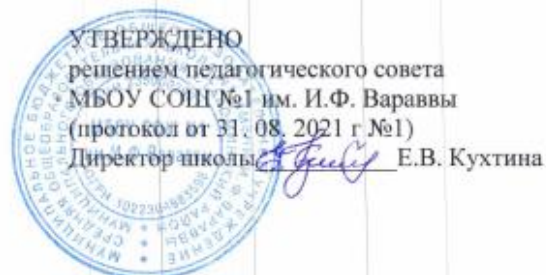 УТВЕРЖДЕНО
решением педагогического совета
МБОУ СОШ №1 им. И.Ф. Вараввы
(протокол от 31. 08. 2021 г №1)
Директор школы Е.В. Кухтина